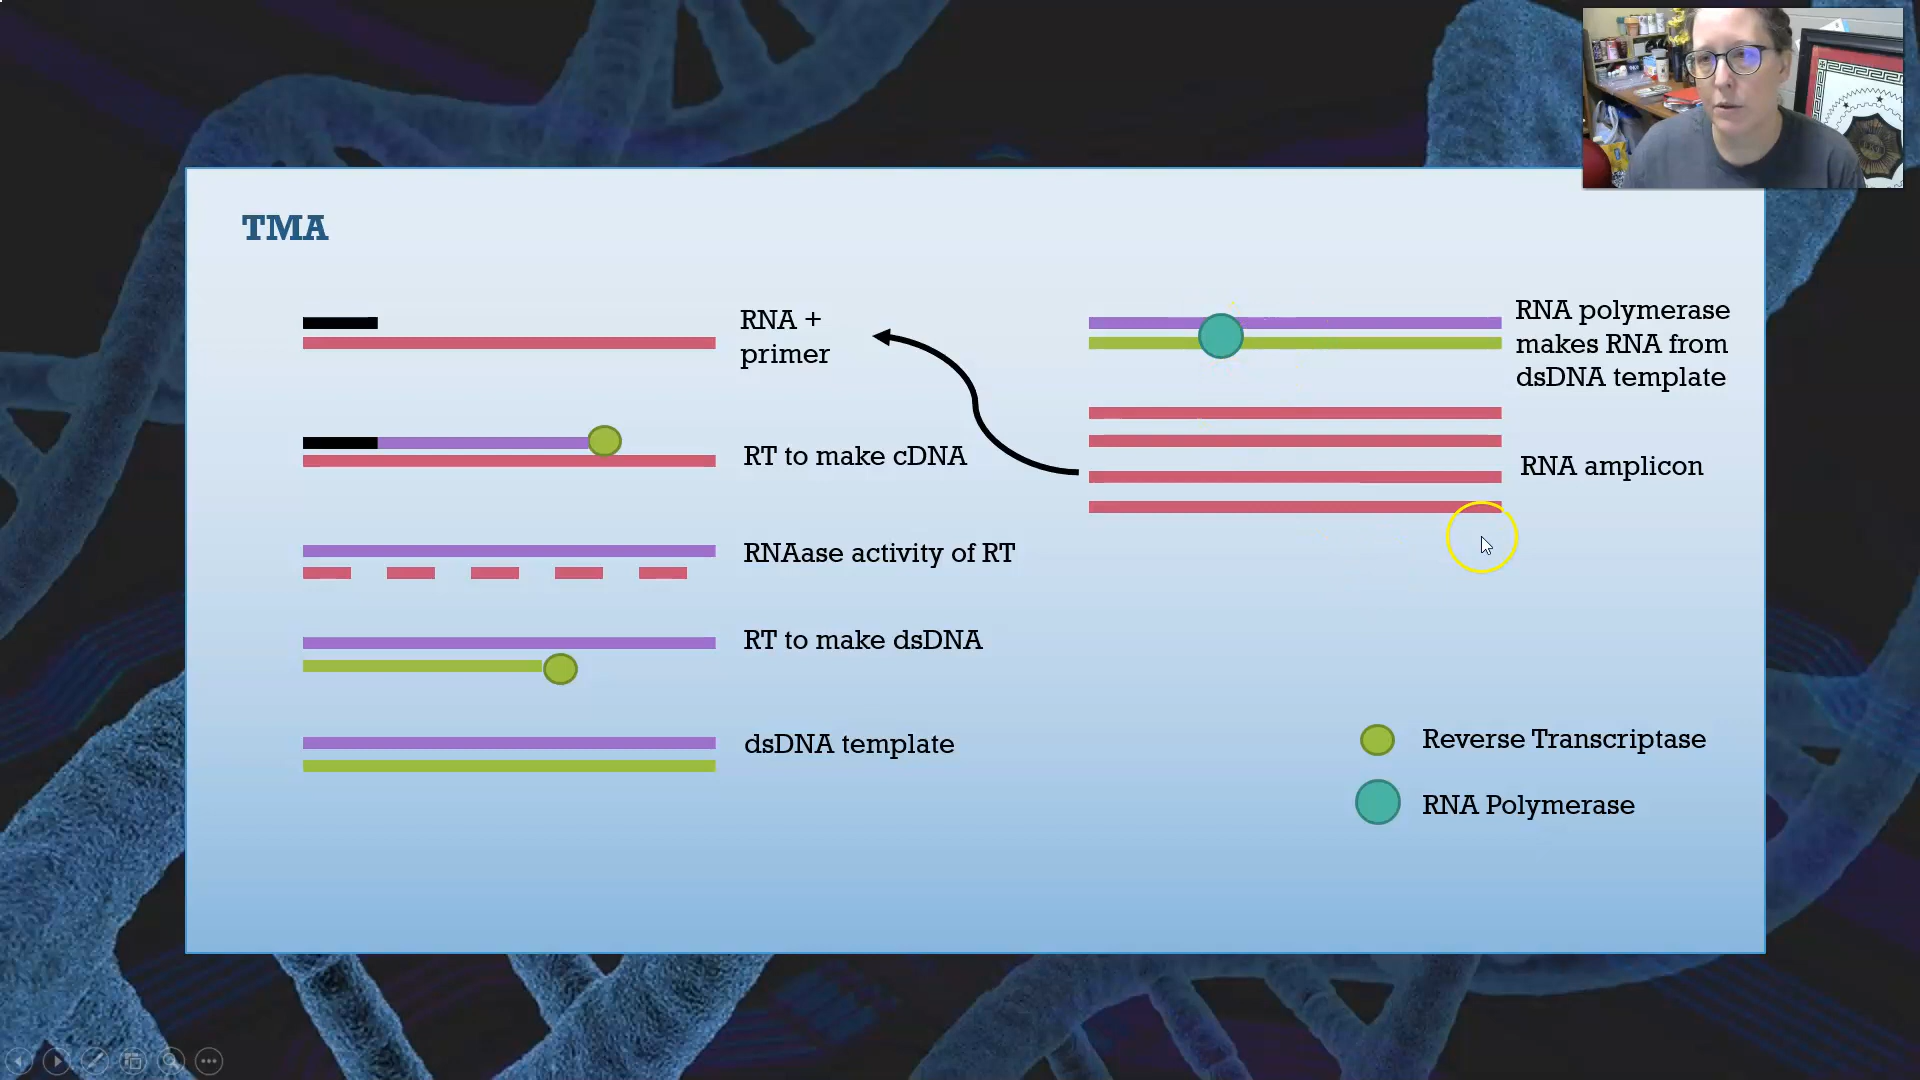 TMA
RNA +
primer
RT to make cDNA
RNAase activity of RT
RT to make dsDNA
dsDNA template
RNA polymerase
makes RNA from
dsDNA template
RNA amplicon
Reverse Transcriptase
RNA Polymerase